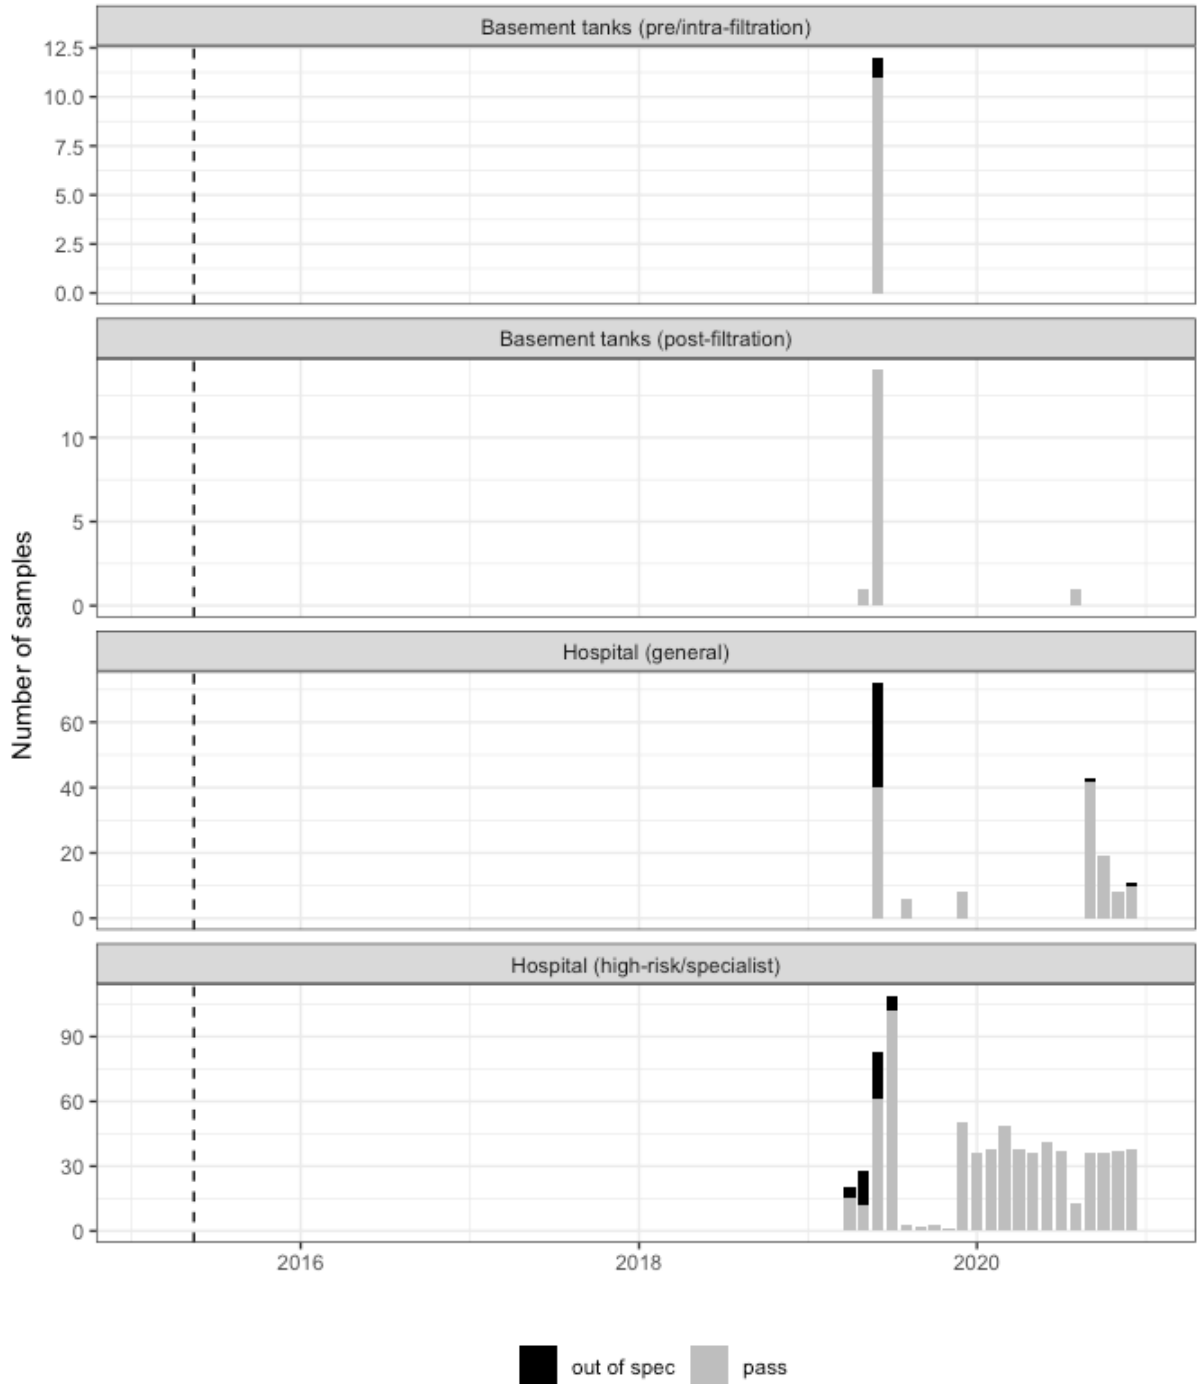 Basement tanks (pre/intra-filtration)
12.5
10.0
7.5
5.0
2.5
0.0
Basement tanks (post-filtration)
10
5
0
Number of samples
Hospital (general)
60
40
20
0
Hospital (high-risk/specialist)
90
60
30
0
2016 2018 2020
out of spec pass